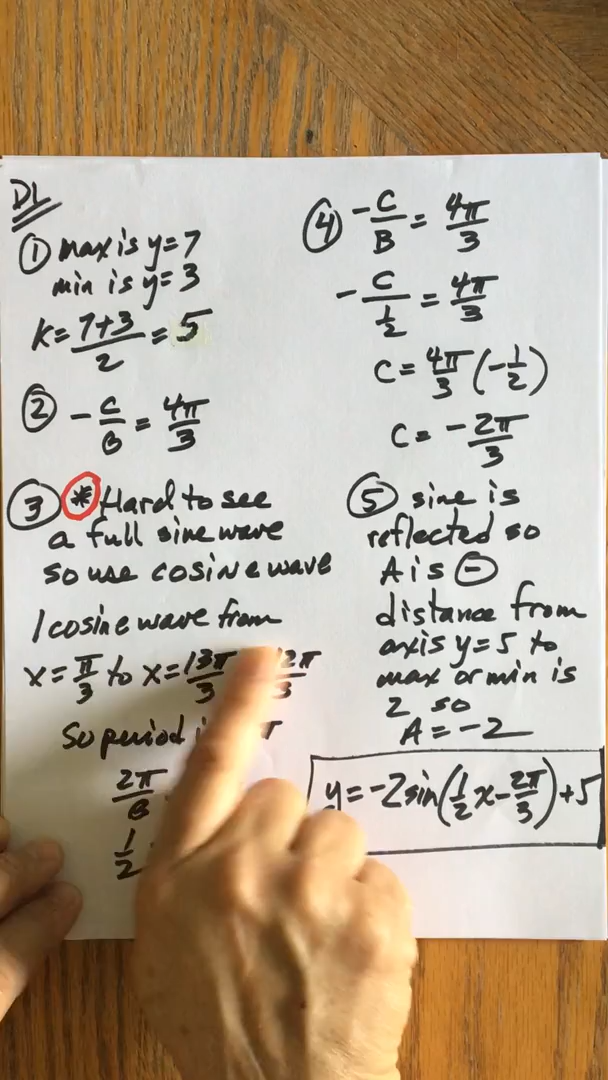 D1
① max is y=7
min is y=3
K=7+3/2=5
② -C/B=4π/3
③ * Hard to see
a full sine wave
so use cosine wave
1 cosine wave from
x=π/3 to x=13π/3
So period
2π/B
1/2
④ -C/B=4π/3
-C/(1/2)=4π/3
C=4π/3(-1/2)
C=-2π/3
⑤ sine is
reflected so
A is ⊖
distance from
axis y=5 to
max or min is
2 so
A=-2
y=-2sin(1/2x-2π/3)+5